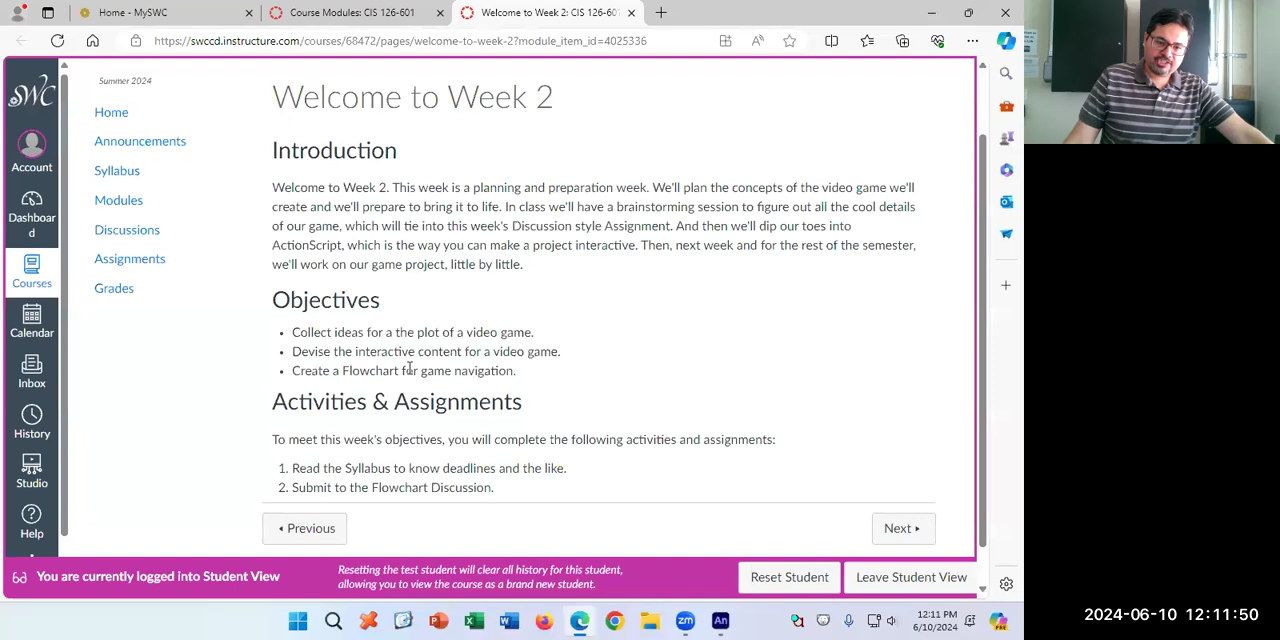 Home - MySWC
Course Modules: CIS 126-601
Welcome to Week 2: CIS 126-60
https://swccd.instructure.com/courses/68472/pages/welcome-to-week-2?module_item_id=4025336
SWC
Account
Dashboar
d
Courses
Calendar
Inbox
History
Studio
Help
Summer 2024
Home
Announcements
Syllabus
Modules
Discussions
Assignments
Grades
Welcome to Week 2
Introduction
Welcome to Week 2. This week is a planning and preparation week. We'll plan the concepts of the video game we'll
create and we'll prepare to bring it to life. In class we'll have a brainstorming session to figure out all the cool details
of our game, which will tie into this week's Discussion style Assignment. And then we'll dip our toes into
ActionScript, which is the way you can make a project interactive. Then, next week and for the rest of the semester,
we'll work on our game project, little by little.
Objectives
• Collect ideas for a the plot of a video game.
• Devise the interactive content for a video game.
• Create a Flowchart for game navigation.
Activities & Assignments
To meet this week's objectives, you will complete the following activities and assignments:
1. Read the Syllabus to know deadlines and the like.
2. Submit to the Flowchart Discussion.
Previous
Next
You are currently logged into Student View
Resetting the test student will clear all history for this student,
allowing you to view the course as a brand new student.
Reset Student
Leave Student View
zm
An
12:11 PM
6/10/2024
PRE
2024-06-10 12:11:50